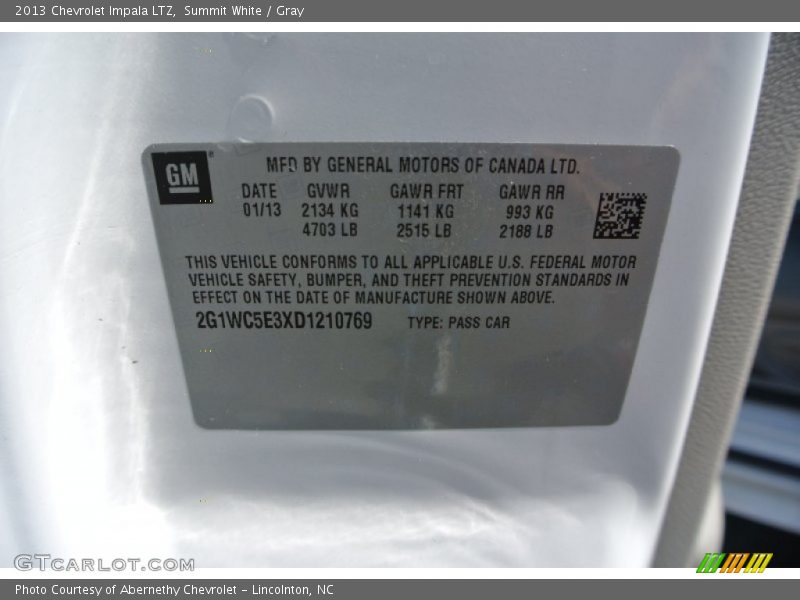 2013 Chevrolet Impala LTZ, Summit White / Gray
GM MFD BY GENERAL MOTORS OF CANADA LTD.
DATE GVWR GAWR FRT GAWR RR
01/13 2134 KG 1141 KG 993 KG
4703 LB 2515 LB 2188 LB
THIS VEHICLE CONFORMS TO ALL APPLICABLE U.S. FEDERAL MOTOR
VEHICLE SAFETY, BUMPER, AND THEFT PREVENTION STANDARDS IN
EFFECT ON THE DATE OF MANUFACTURE SHOWN ABOVE.
2G1WC5E3XD1210769 TYPE: PASS CAR
GTCARLOT.COM
Photo Courtesy of Abernethy Chevrolet - Lincolnton, NC